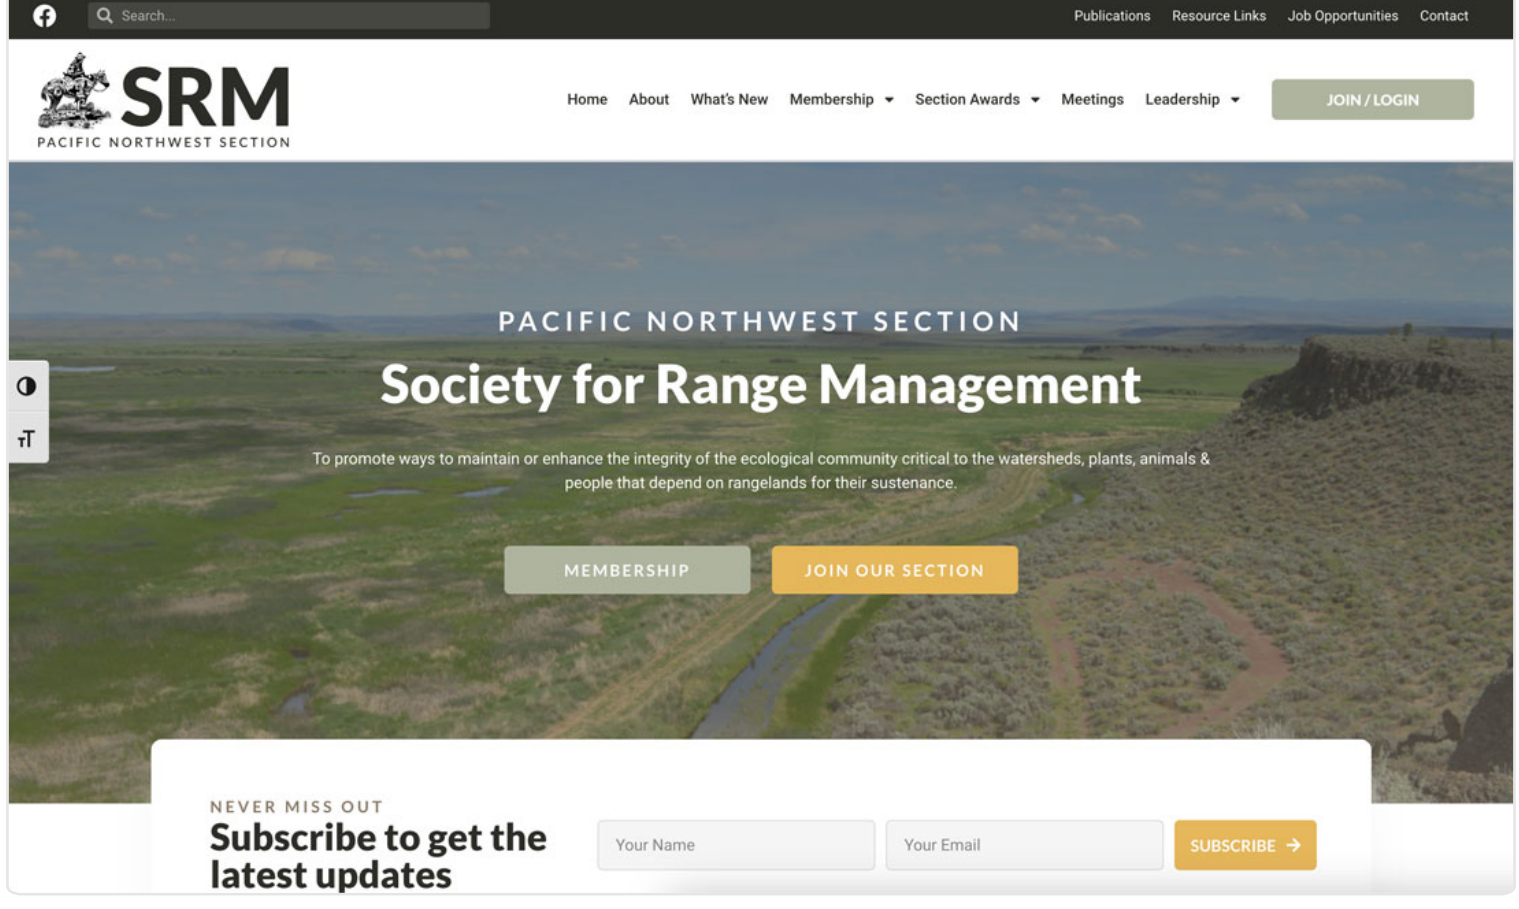 Search...
Publications Resource Links Job Opportunities Contact
SRM
PACIFIC NORTHWEST SECTION
Home About What's New Membership Section Awards Meetings Leadership JOIN / LOGIN
PACIFIC NORTHWEST SECTION
Society for Range Management
To promote ways to maintain or enhance the integrity of the ecological community critical to the watersheds, plants, animals &
people that depend on rangelands for their sustenance.
MEMBERSHIP JOIN OUR SECTION
NEVER MISS OUT
Subscribe to get the
latest updates
Your Name Your Email SUBSCRIBE